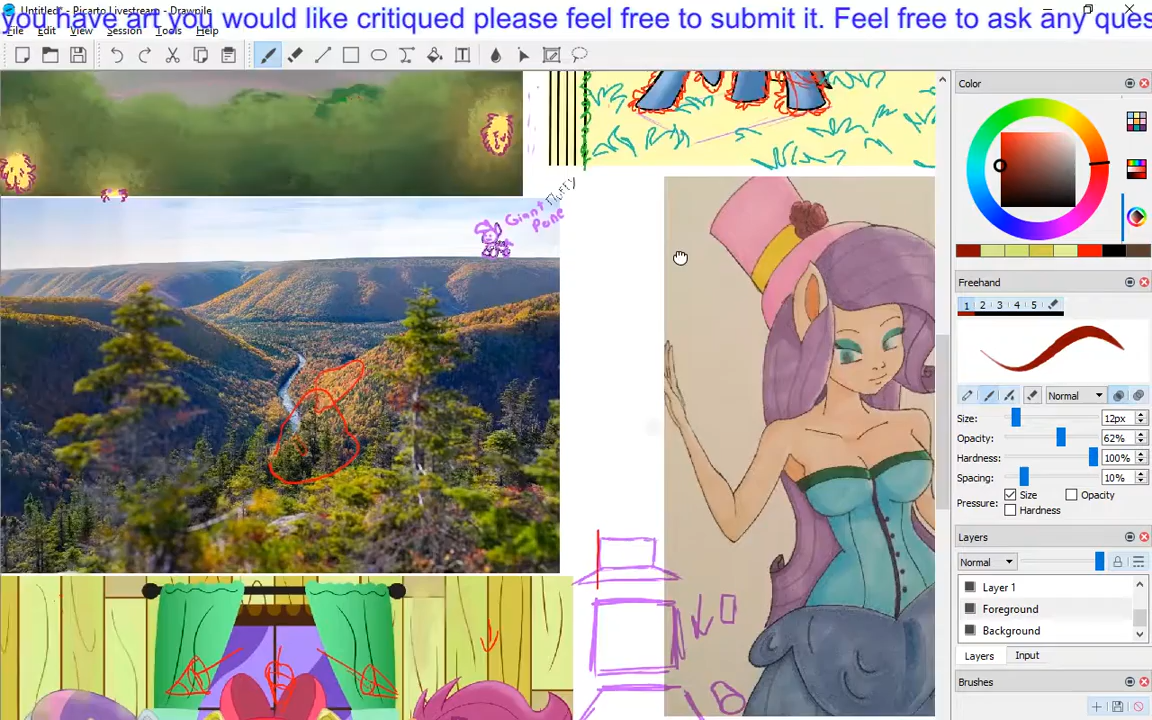 Untitled* - Picarto Livestream - Drawpile
you have art you would like critiqued please feel free to submit it. Feel free to ask any ques
File Edit View Session Tools Help
Giant Fluffy
Pone
Color
Freehand
1 2 3 4 5
Normal
Size: 12px
Opacity: 62%
Hardness: 100%
Spacing: 10%
Pressure: Size Opacity
Hardness
Layers
Normal
Layer 1
Foreground
Background
Layers Input
Brushes